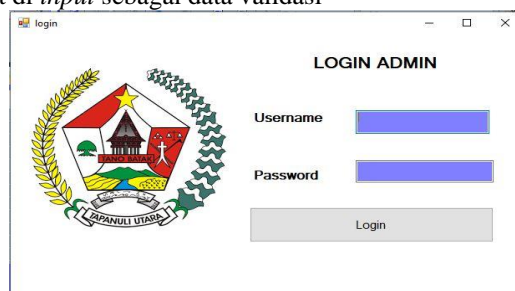 di input sebagai data validasi
login
LOGIN ADMIN
TANO BATAK
Username
Password
TAPANULI UTARA
Login